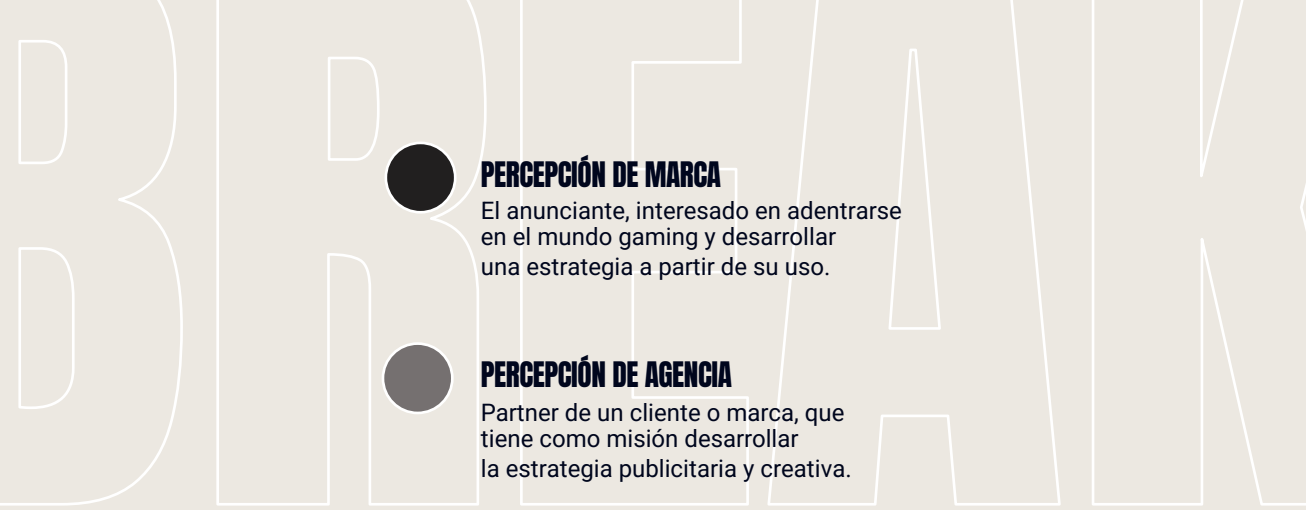 BREAK
PERCEPCIÓN DE MARCA
El anunciante, interesado en adentrarse
en el mundo gaming y desarrollar
una estrategia a partir de su uso.
PERCEPCIÓN DE AGENCIA
Partner de un cliente o marca, que
tiene como misión desarrollar
la estrategia publicitaria y creativa.